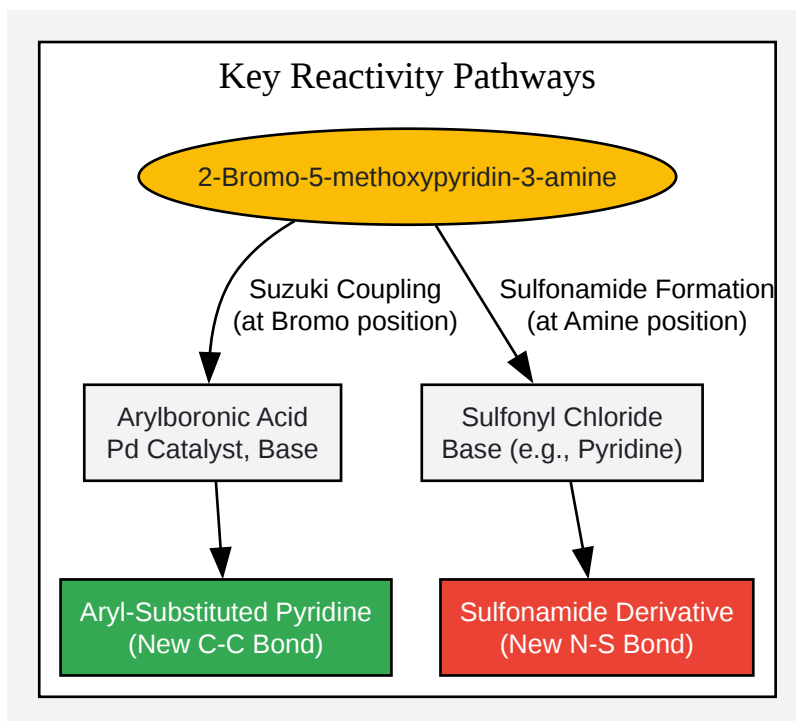 Key Reactivity Pathways
2-Bromo-5-methoxypyridin-3-amine
Suzuki Coupling
(at Bromo position)
Sulfonamide Formation
(at Amine position)
Arylboronic Acid
Pd Catalyst, Base
Sulfonyl Chloride
Base (e.g., Pyridine)
Aryl-Substituted Pyridine
(New C-C Bond)
Sulfonamide Derivative
(New N-S Bond)